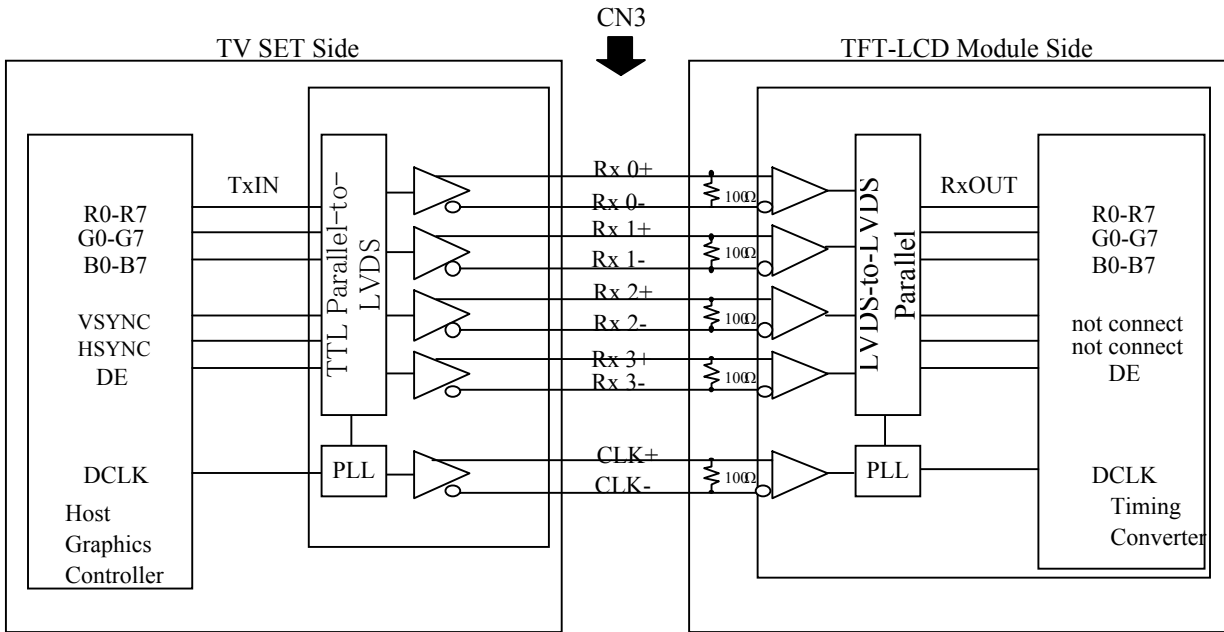 CN3
TV SET Side
TFT-LCD Module Side
TxIN
R0-R7
G0-G7
B0-B7
VSYNC
HSYNC
DE
DCLK
Host
Graphics
Controller
TTL Parallel-to-
LVDS
PLL
Rx 0+
Rx 0-
Rx 1+
Rx 1-
Rx 2+
Rx 2-
Rx 3+
Rx 3-
CLK+
CLK-
100Ω
100Ω
100Ω
100Ω
100Ω
LVDS-to-LVDS
Parallel
PLL
RxOUT
R0-R7
G0-G7
B0-B7
not connect
not connect
DE
DCLK
Timing
Converter